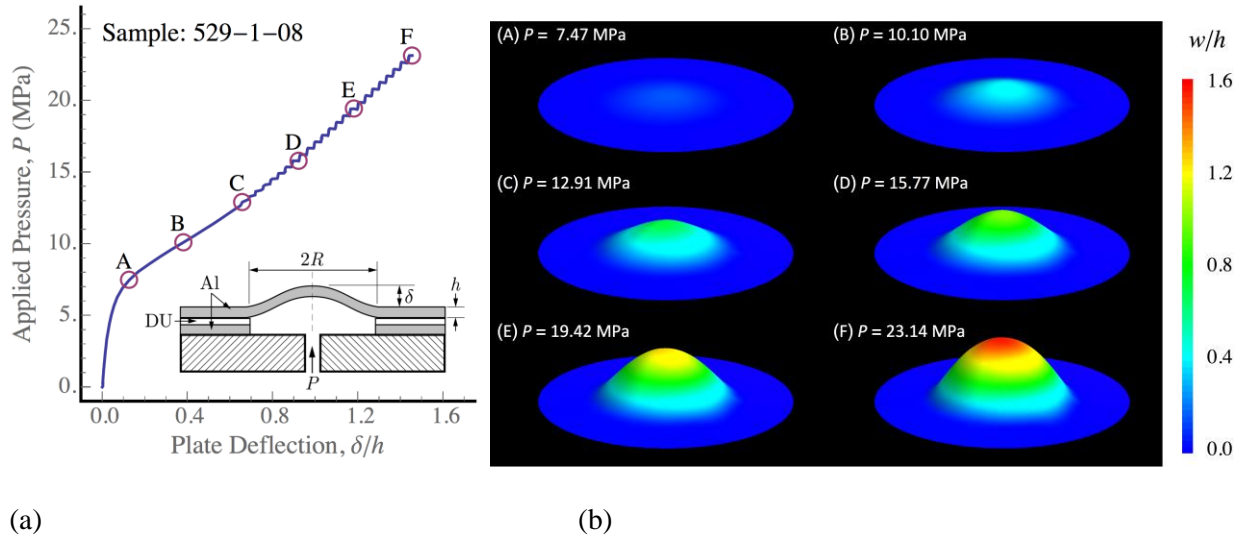 Sample: 529−1−08
Applied Pressure, P (MPa)
25.
20.
15.
10.
5.
0.
A
B
C
D
E
F
2R
h
δ
Al
DU
P
0.0 0.4 0.8 1.2 1.6
Plate Deflection, δ/h
(A) P = 7.47 MPa
(B) P = 10.10 MPa
(C) P = 12.91 MPa
(D) P = 15.77 MPa
(E) P = 19.42 MPa
(F) P = 23.14 MPa
w/h
1.6
1.2
0.8
0.4
0.0
(a) (b)